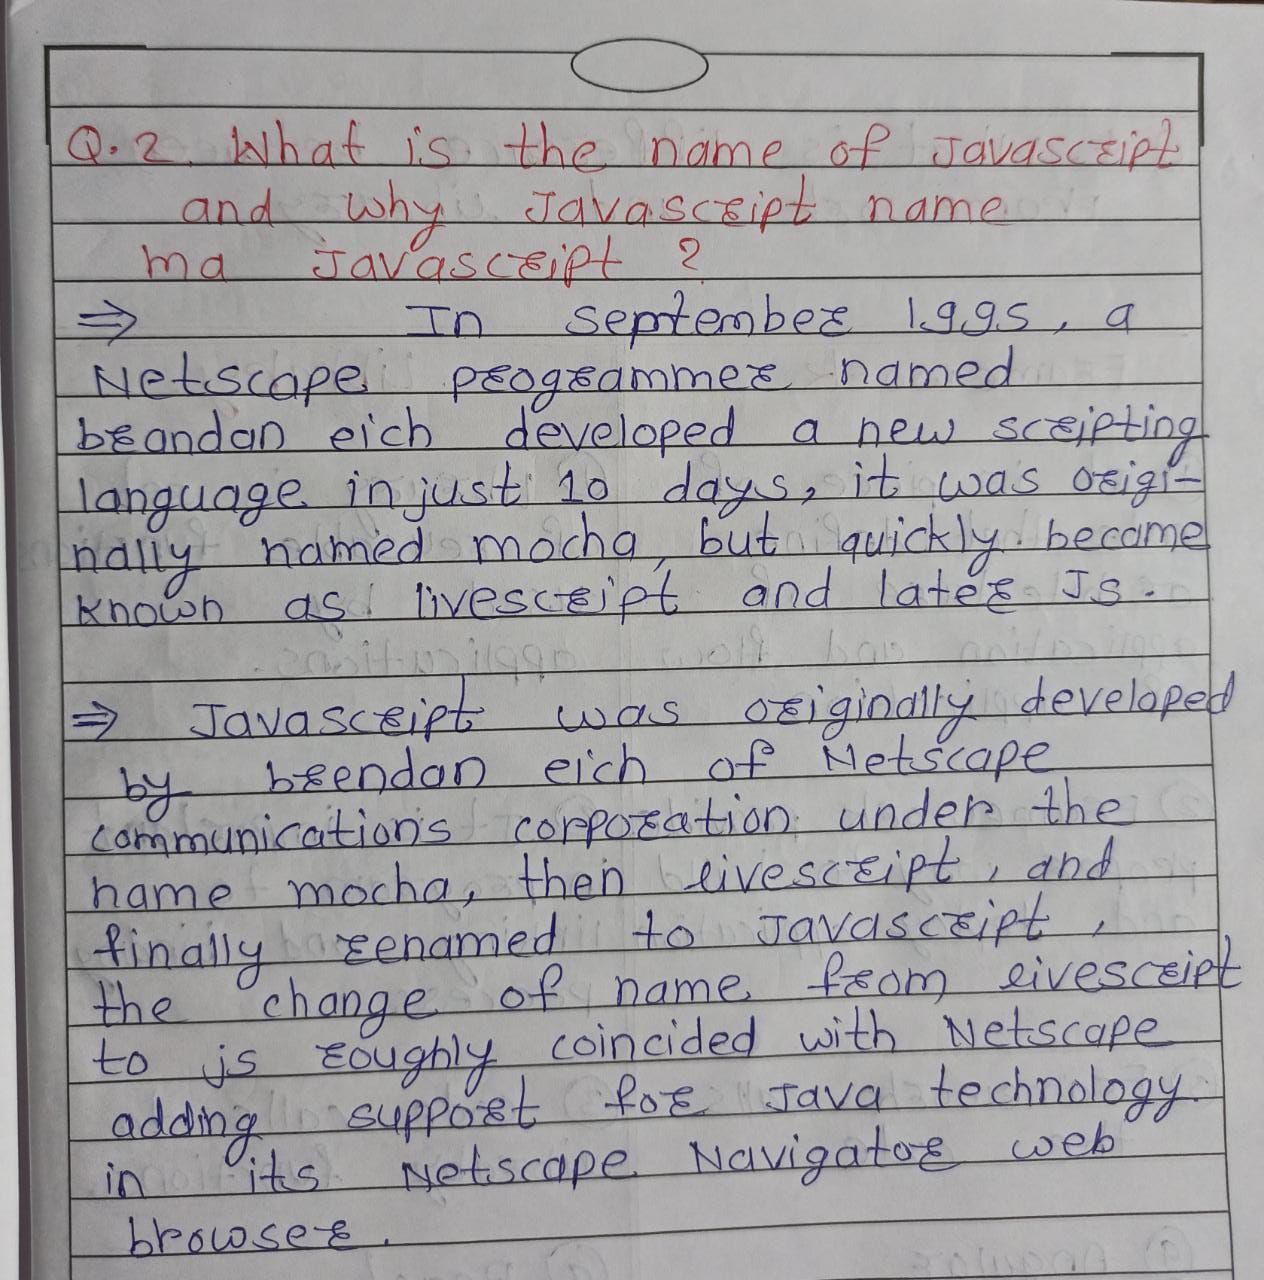 Q.2 What is the name of Javascript
and why Javascript name
ma Javascript ?
⇒ In september 1995, a
Netscape programmer named
brandan eich developed a new scripting
language in just 10 days, it was origi-
nally named mocha, but quickly become
known as livescript and later Js.
⇒ Javascript was originally developed
by brendan eich of Netscape
communications corporation under the
name mocha, then livescript, and
finally renamed to Javascript,
the change of name from livescript
to js roughly coincided with Netscape
adding support for Java technology
in its Netscape Navigator web
browser.